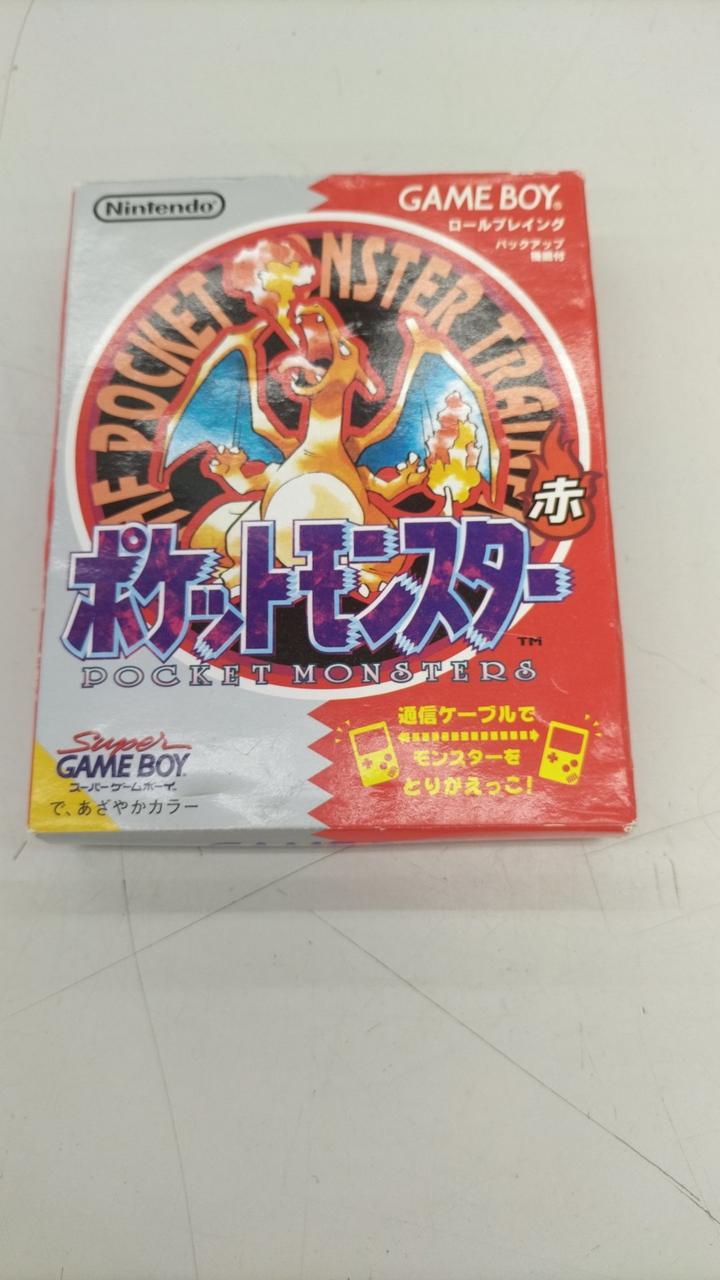 Nintendo
GAME BOY
ロールプレイング
バックアップ
機能付
POCKET MONSTER
赤
ポケットモンスター
TM
POCKET MONSTERS
通信ケーブルで
モンスターを
とりかえっこ!
Super
GAME BOY
スーパーゲームボーイ
で、あざやかカラー